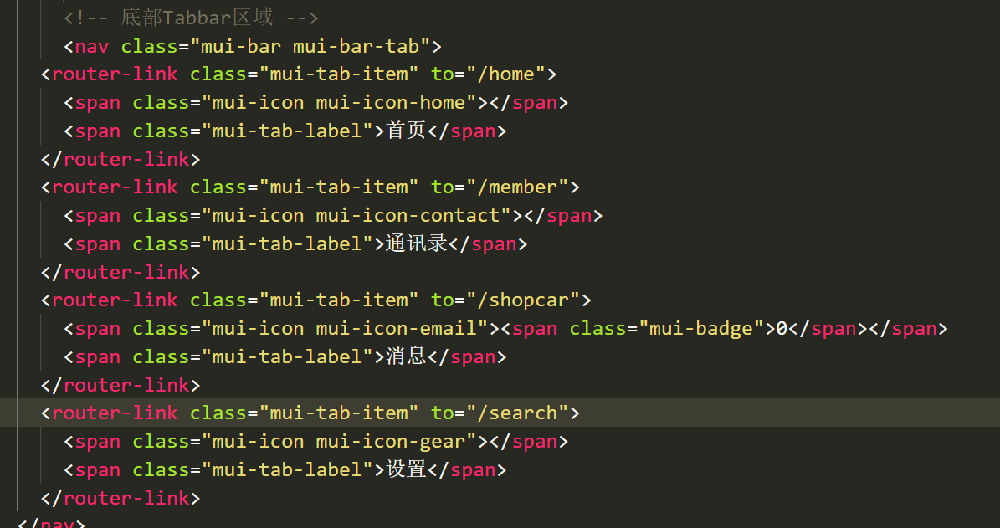 <!-- 底部Tabbar区域 -->
<nav class="mui-bar mui-bar-tab">
<router-link class="mui-tab-item" to="/home">
<span class="mui-icon mui-icon-home"></span>
<span class="mui-tab-label">首页</span>
</router-link>
<router-link class="mui-tab-item" to="/member">
<span class="mui-icon mui-icon-contact"></span>
<span class="mui-tab-label">通讯录</span>
</router-link>
<router-link class="mui-tab-item" to="/shopcar">
<span class="mui-icon mui-icon-email"><span class="mui-badge">0</span></span>
<span class="mui-tab-label">消息</span>
</router-link>
<router-link class="mui-tab-item" to="/search">
<span class="mui-icon mui-icon-gear"></span>
<span class="mui-tab-label">设置</span>
</router-link>
</nav>